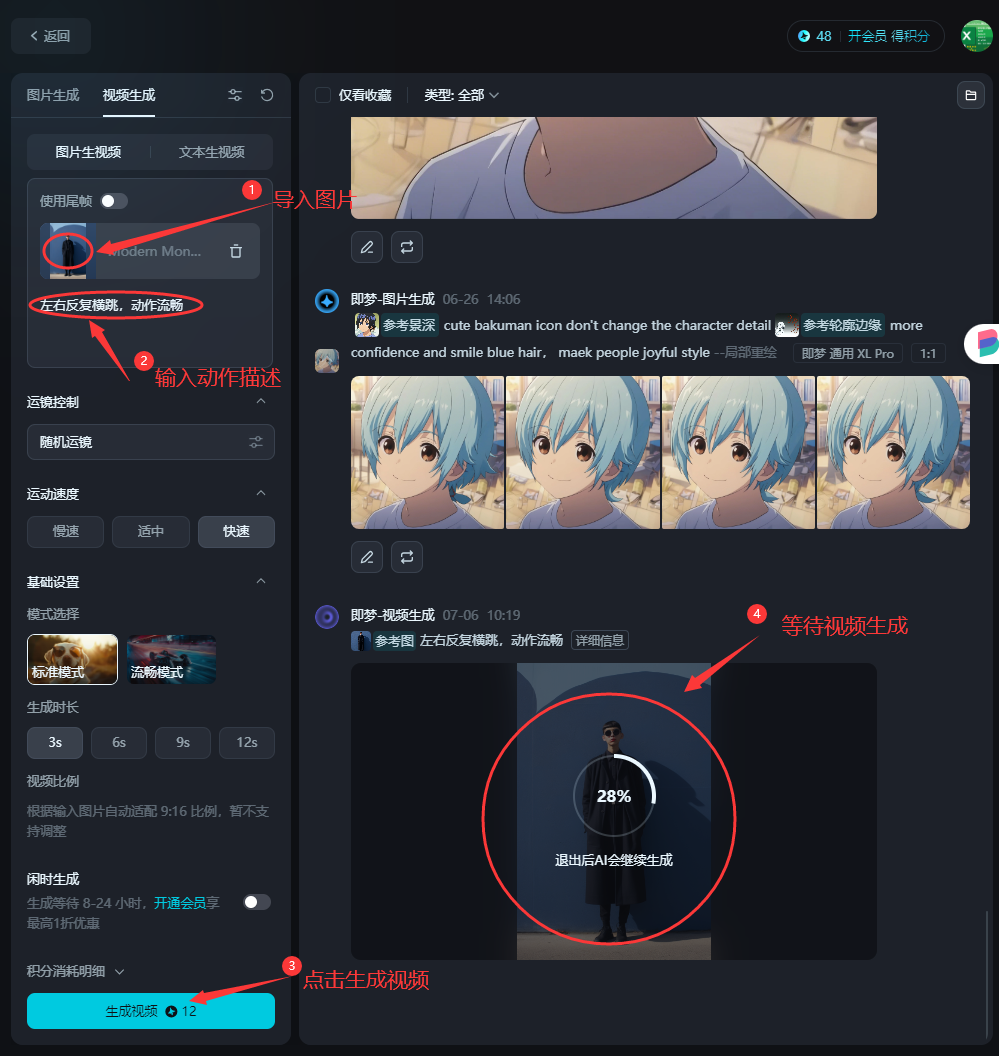 返回
48 开会员 得积分
图片生成 视频生成
仅看收藏 类型: 全部
图片生视频 文本生视频
使用尾帧
1
导入图片
Modern Mon...
左右反复横跳，动作流畅
2
输入动作描述
运镜控制
随机运镜
运动速度
慢速 适中 快速
基础设置
模式选择
标准模式 流畅模式
生成时长
3s 6s 9s 12s
视频比例
根据输入图片自动适配 9:16 比例，暂不支
持调整
闲时生成
生成等待 8-24 小时，开通会员享
最高1折优惠
积分消耗明细
3
点击生成视频
生成视频 12
即梦-图片生成 06-26 14:06
参考景深 cute bakuman icon don't change the character detail 参考轮廓边缘 more
confidence and smile blue hair， maek people joyful style --局部重绘 即梦 通用 XL Pro 1:1
即梦-视频生成 07-06 10:19
参考图 左右反复横跳，动作流畅 详细信息
4
等待视频生成
28%
退出后AI会继续生成